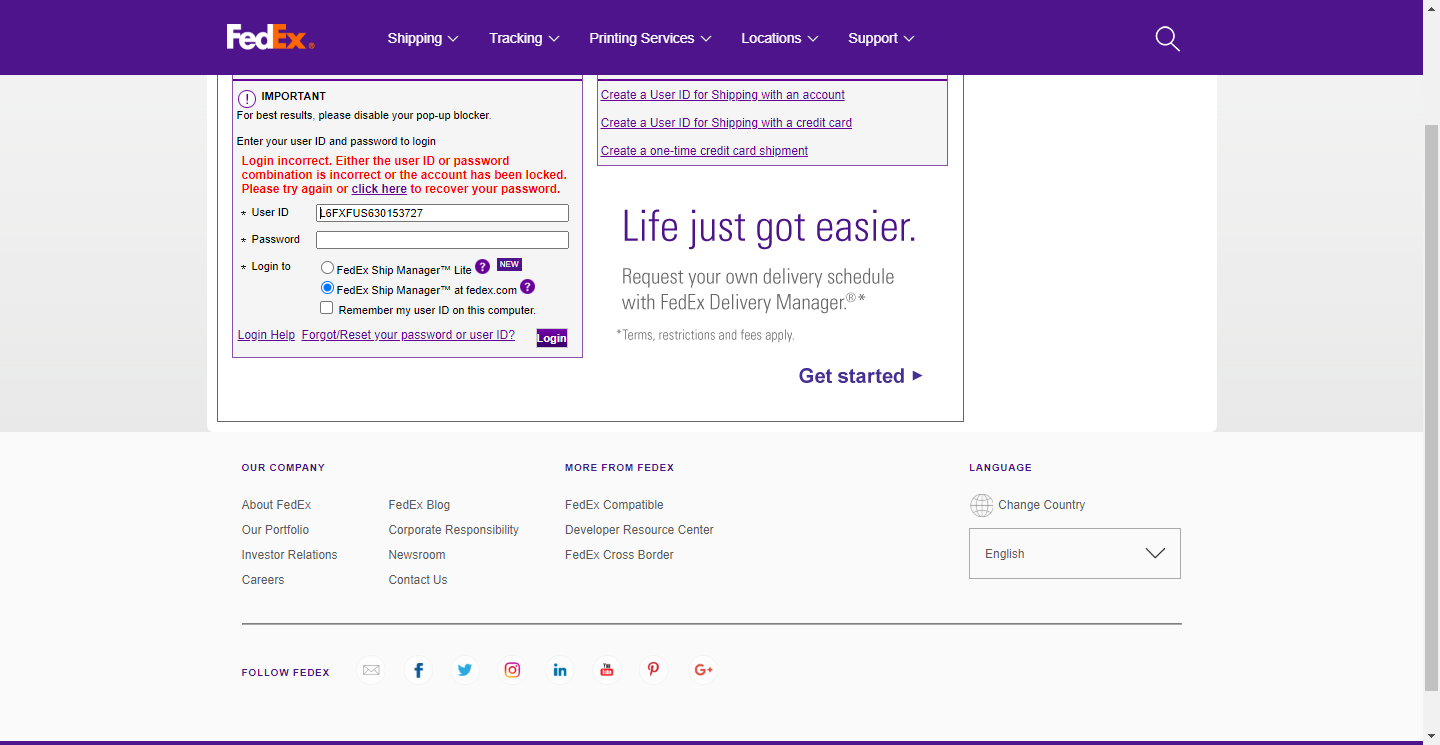 FedEx®
Shipping
Tracking
Printing Services
Locations
Support
! IMPORTANT
For best results, please disable your pop-up blocker.
Enter your user ID and password to login
Login incorrect. Either the user ID or password
combination is incorrect or the account has been locked.
Please try again or click here to recover your password.
* User ID L6FXFUS630153727
* Password
* Login to
FedEx Ship Manager™ Lite ? NEW
FedEx Ship Manager™ at fedex.com ?
Remember my user ID on this computer.
Login Help Forgot/Reset your password or user ID? Login
Create a User ID for Shipping with an account
Create a User ID for Shipping with a credit card
Create a one-time credit card shipment
Life just got easier.
Request your own delivery schedule
with FedEx Delivery Manager.®*
*Terms, restrictions and fees apply.
Get started
OUR COMPANY
About FedEx
Our Portfolio
Investor Relations
Careers
FedEx Blog
Corporate Responsibility
Newsroom
Contact Us
MORE FROM FEDEX
FedEx Compatible
Developer Resource Center
FedEx Cross Border
LANGUAGE
Change Country
English
FOLLOW FEDEX